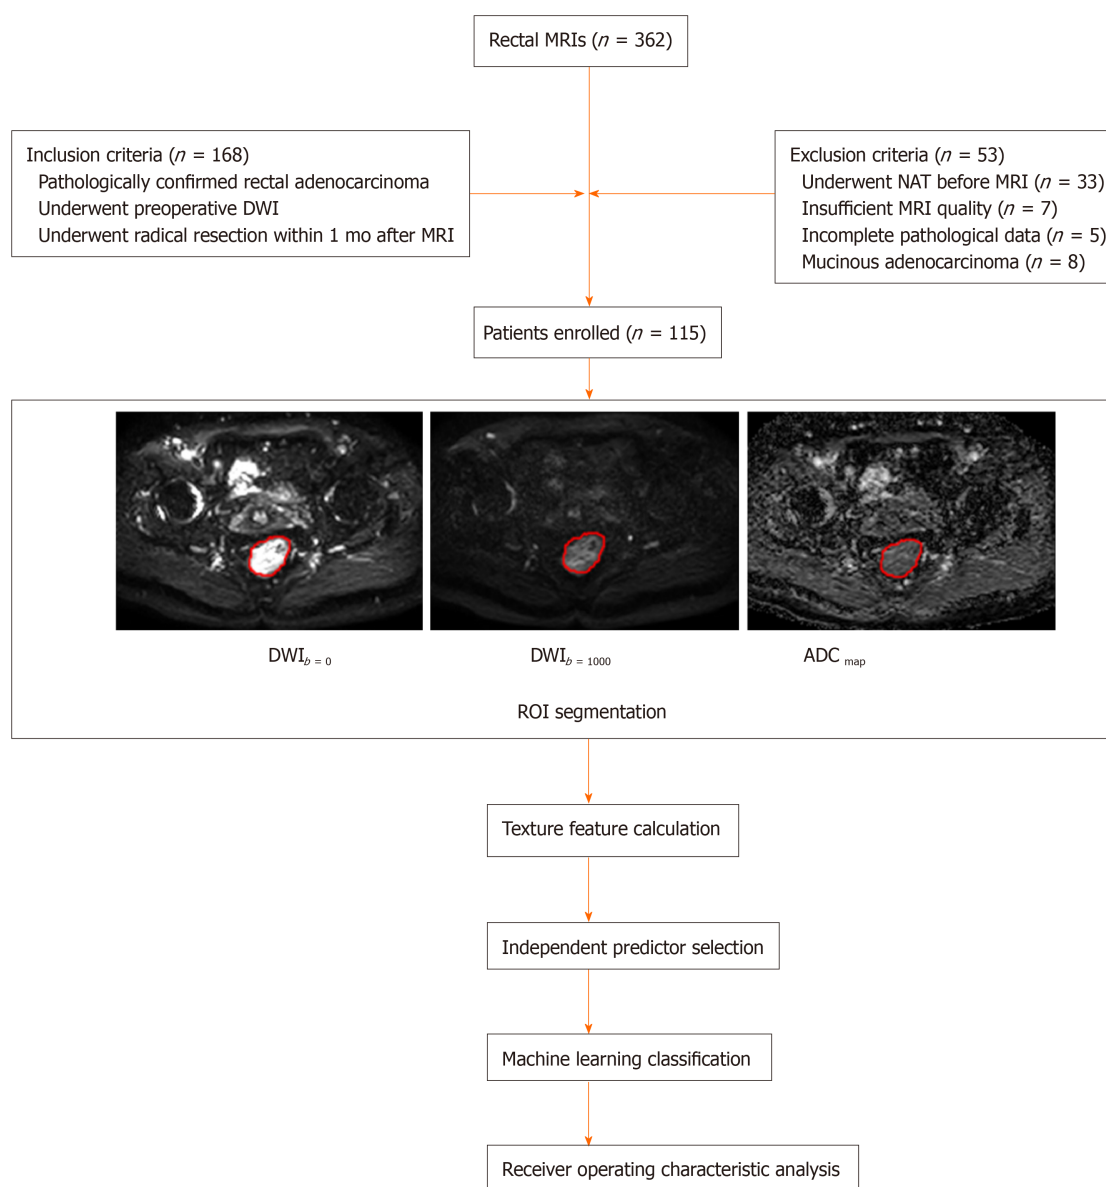 Rectal MRIs (n = 362)
Inclusion criteria (n = 168)
Pathologically confirmed rectal adenocarcinoma
Underwent preoperative DWI
Underwent radical resection within 1 mo after MRI
Exclusion criteria (n = 53)
Underwent NAT before MRI (n = 33)
Insufficient MRI quality (n = 7)
Incomplete pathological data (n = 5)
Mucinous adenocarcinoma (n = 8)
Patients enrolled (n = 115)
DWIb = 0
DWIb = 1000
ADC map
ROI segmentation
Texture feature calculation
Independent predictor selection
Machine learning classification
Receiver operating characteristic analysis